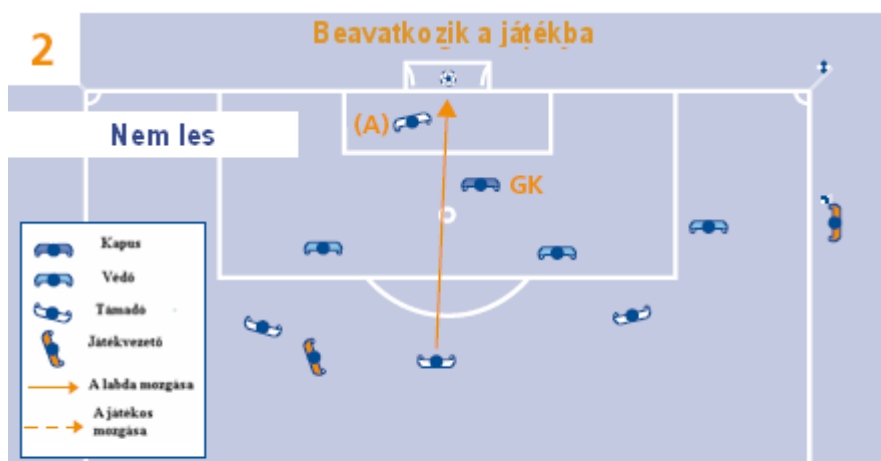 2
Beavatkozik a játékba
(A)
Nem les
GK
Kapus
Védő
Támadó
Játékvezető
A labda mozgása
A játékos
mozgása